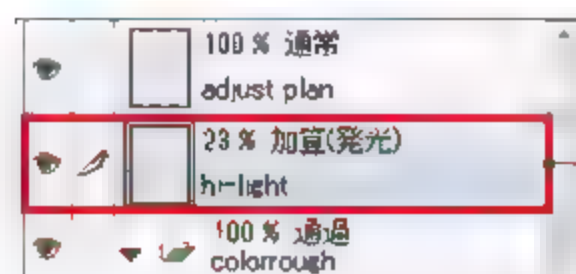 100 % 通常
adjust plan
23 % 加算(発光)
hi-light
100 % 通過
colorrough